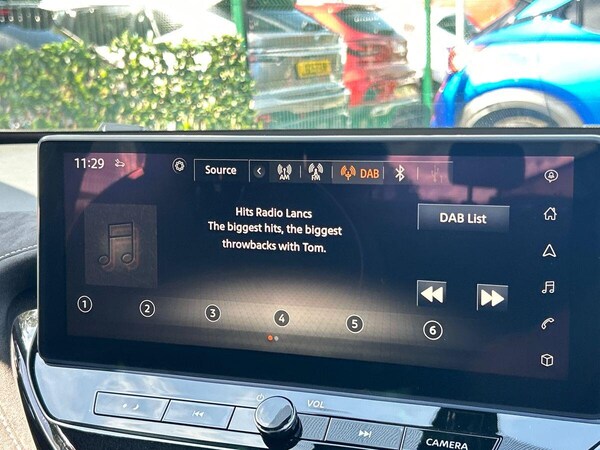 11:29
Source
AM
FM
DAB
Hits Radio Lancs
The biggest hits, the biggest
throwbacks with Tom.
DAB List
1
2
3
4
5
6
VOL
CAMERA